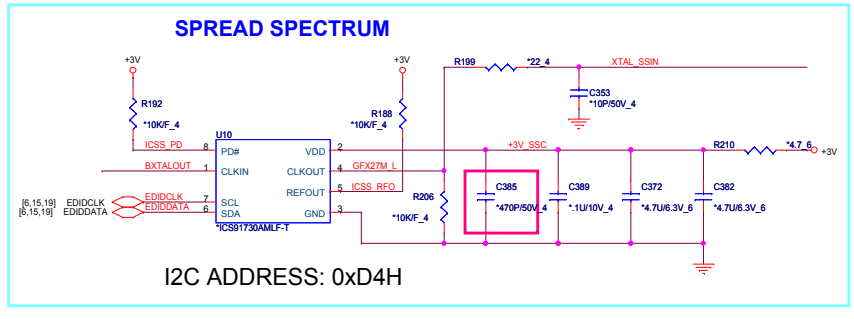 SPREAD SPECTRUM
+3V
+3V
R199
*22_4
XTAL_SSIN
R192
*10K/F_4
R188
*10K/F_4
C353
*10P/50V_4
U10
ICSS_PD
8
PD#
VDD
2
+3V_SSC
R210
*4.7_6
+3V
BXTALOUT
1
CLKIN
CLKOUT
4
GFX27M_L
REFOUT
5
ICSS_RFO
[6,15,19]
EDIDCLK
EDIDCLK
7
SCL
[6,15,19]
EDIDDATA
EDIDDATA
6
SDA
GND
3
*ICS91730AMLF-T
R206
*10K/F_4
C385
*470P/50V_4
C389
*.1U/10V_4
C372
*4.7U/6.3V_6
C382
*4.7U/6.3V_6
I2C ADDRESS: 0xD4H